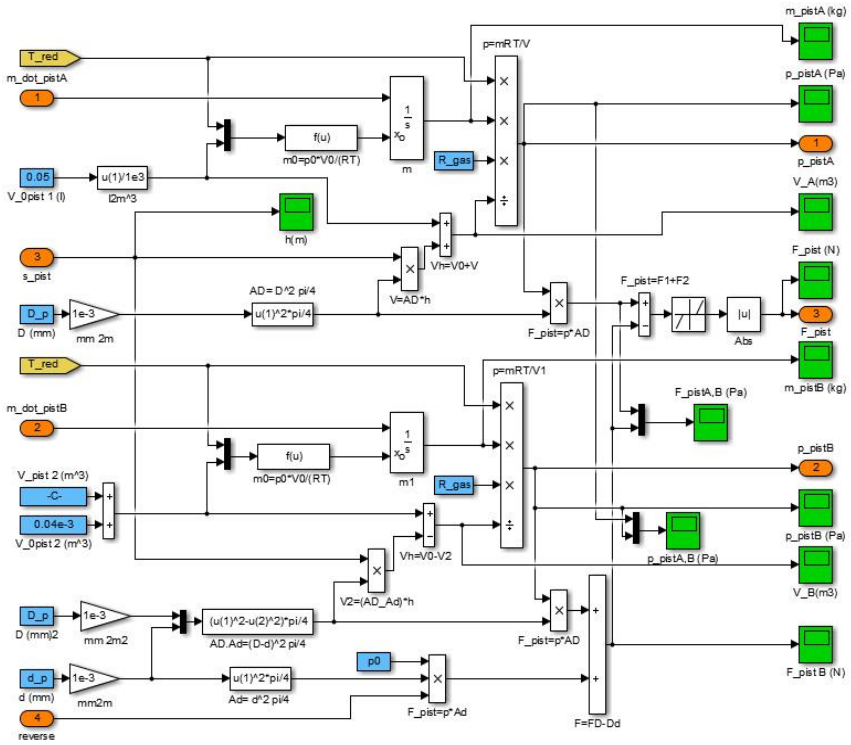 m_pistA (kg)
p=mRT/V
T_red
m_dot_pistA
p_pistA (Pa)
1
1
s
xo
m
f(u)
m0=p0*V0/(RT)
R_gas
×
×
×
÷
1
p_pistA
0.05
V_0pist 1 (l)
u(1)/1e3
l2m^3
V_A(m3)
h(m)
3
s_pist
+
+
Vh=V0+V
×
V=AD*h
F_pist (N)
AD= D^2 pi/4
D_p
D (mm)
1e-3
mm 2m
u(1)^2*pi/4
×
F_pist=p*AD
F_pist=F1+F2
+
−
|u|
Abs
3
F_pist
T_red
p=mRT/V1
m_pistB (kg)
m_dot_pistB
2
F_pistA,B (Pa)
1
s
xo
m1
f(u)
m0=p0*V0/(RT)
×
×
×
÷
R_gas
p_pistB
2
V_pist 2 (m^3)
-C-
0.04e-3
V_0pist 2 (m^3)
+
+
+
−
Vh=V0-V2
p_pistB (Pa)
p_pistA,B (Pa)
×
V2=(AD_Ad)*h
V_B(m3)
D_p
D (mm)2
1e-3
mm 2m2
(u(1)^2-u(2)^2)*pi/4
AD.Ad=(D-d)^2 pi/4
×
F_pist=p*AD
+
+
F=FD-Dd
F_pist B (N)
p0
d_p
d (mm)
1e-3
mm2m
u(1)^2*pi/4
Ad= d^2 pi/4
×
F_pist=p*Ad
4
reverse